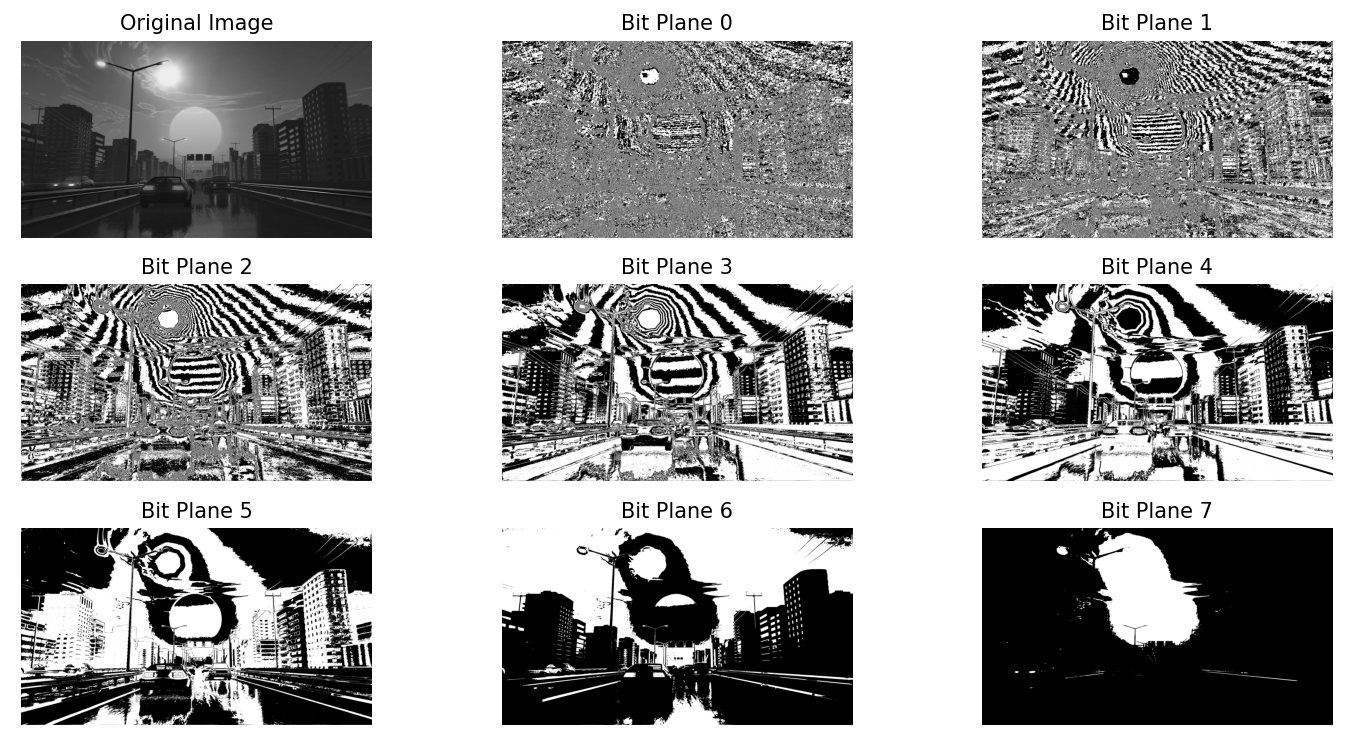 Original Image
Bit Plane 0
Bit Plane 1
Bit Plane 2
Bit Plane 3
Bit Plane 4
Bit Plane 5
Bit Plane 6
Bit Plane 7